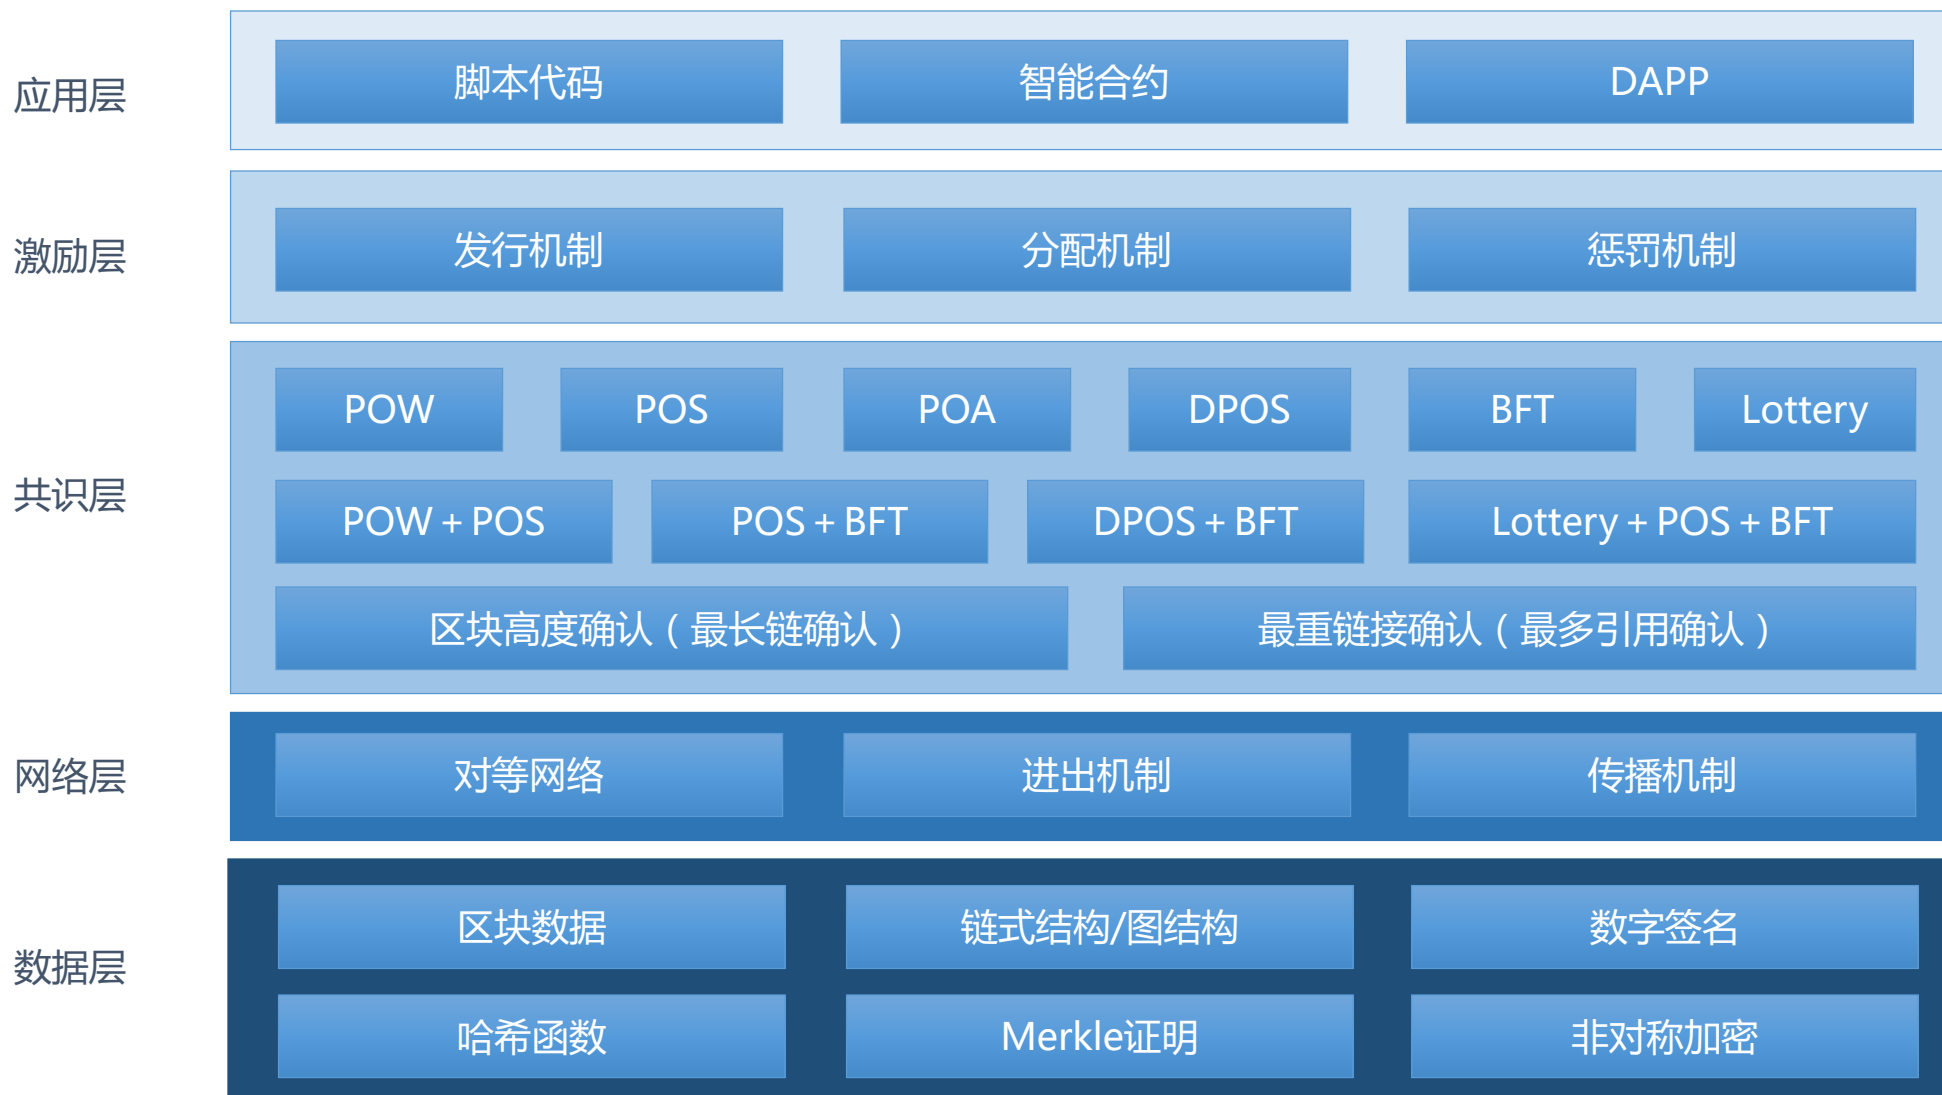 应用层
脚本代码
智能合约
DAPP
激励层
发行机制
分配机制
惩罚机制
共识层
POW
POS
POA
DPOS
BFT
Lottery
POW + POS
POS + BFT
DPOS + BFT
Lottery + POS + BFT
区块高度确认（最长链确认）
最重链接确认（最多引用确认）
网络层
对等网络
进出机制
传播机制
数据层
区块数据
链式结构/图结构
数字签名
哈希函数
Merkle证明
非对称加密